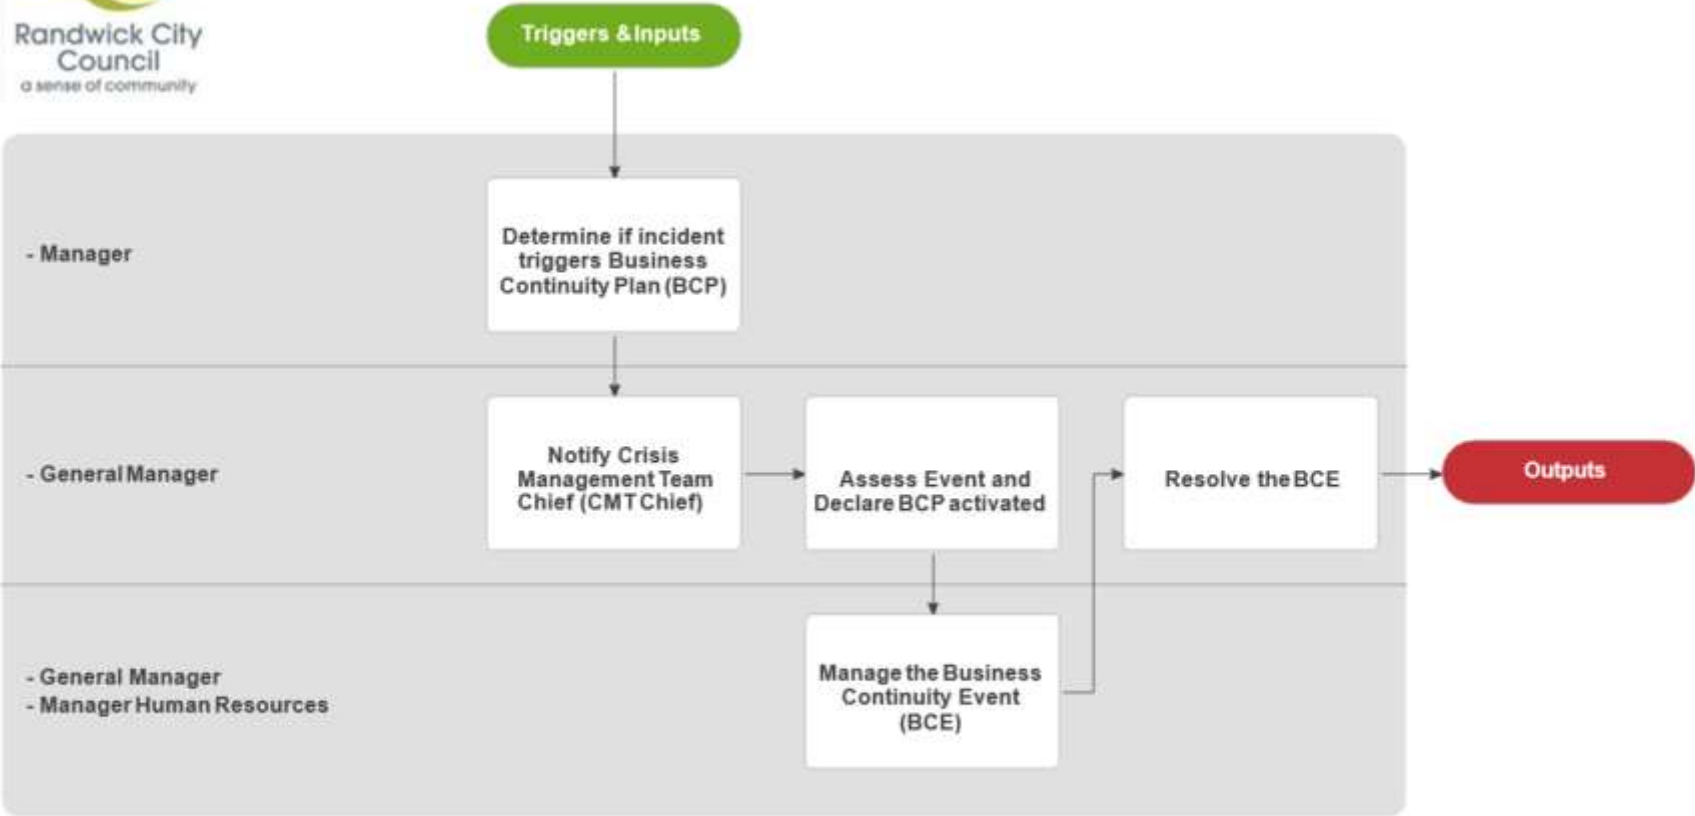 Randwick City
Council
a sense of community
Triggers & Inputs
- Manager
Determine if incident
triggers Business
Continuity Plan (BCP)
- General Manager
Notify Crisis
Management Team
Chief (CMT Chief)
Assess Event and
Declare BCP activated
Resolve the BCE
Outputs
- General Manager
- Manager Human Resources
Manage the Business
Continuity Event
(BCE)